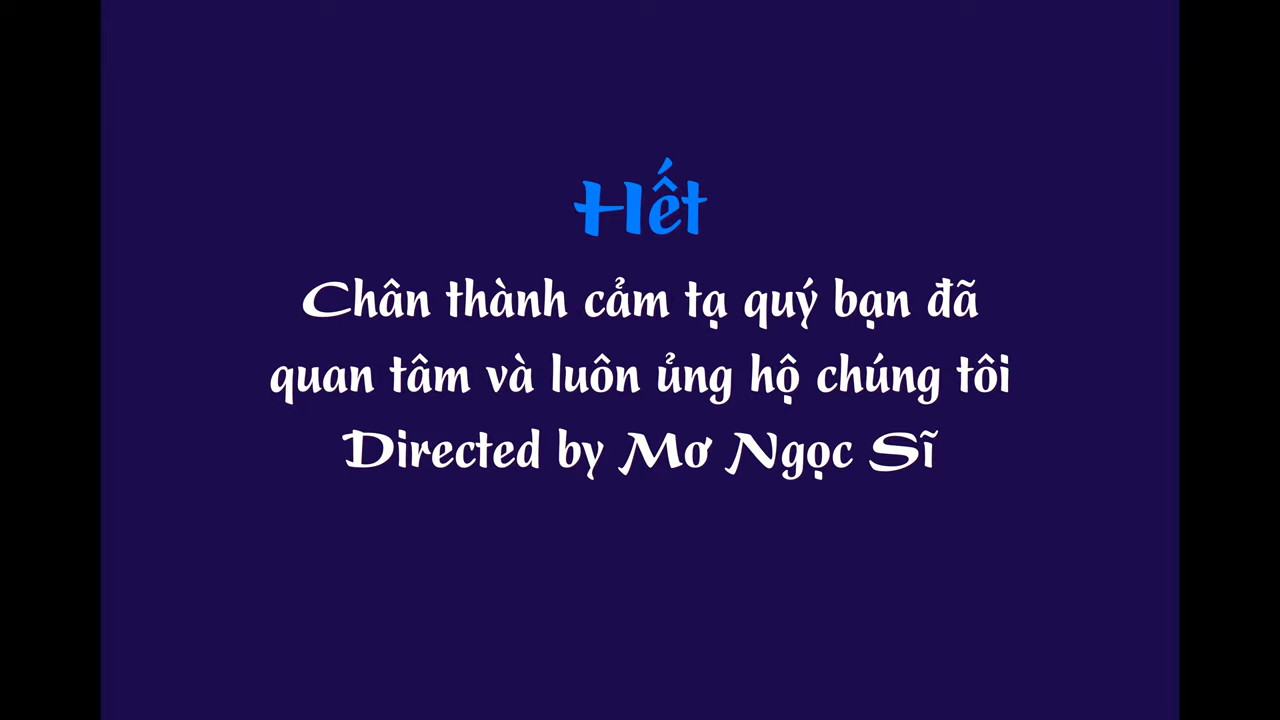 Hết
Chân thành cảm tạ quý bạn đã
quan tâm và luôn ủng hộ chúng tôi
Directed by Mơ Ngọc Sĩ